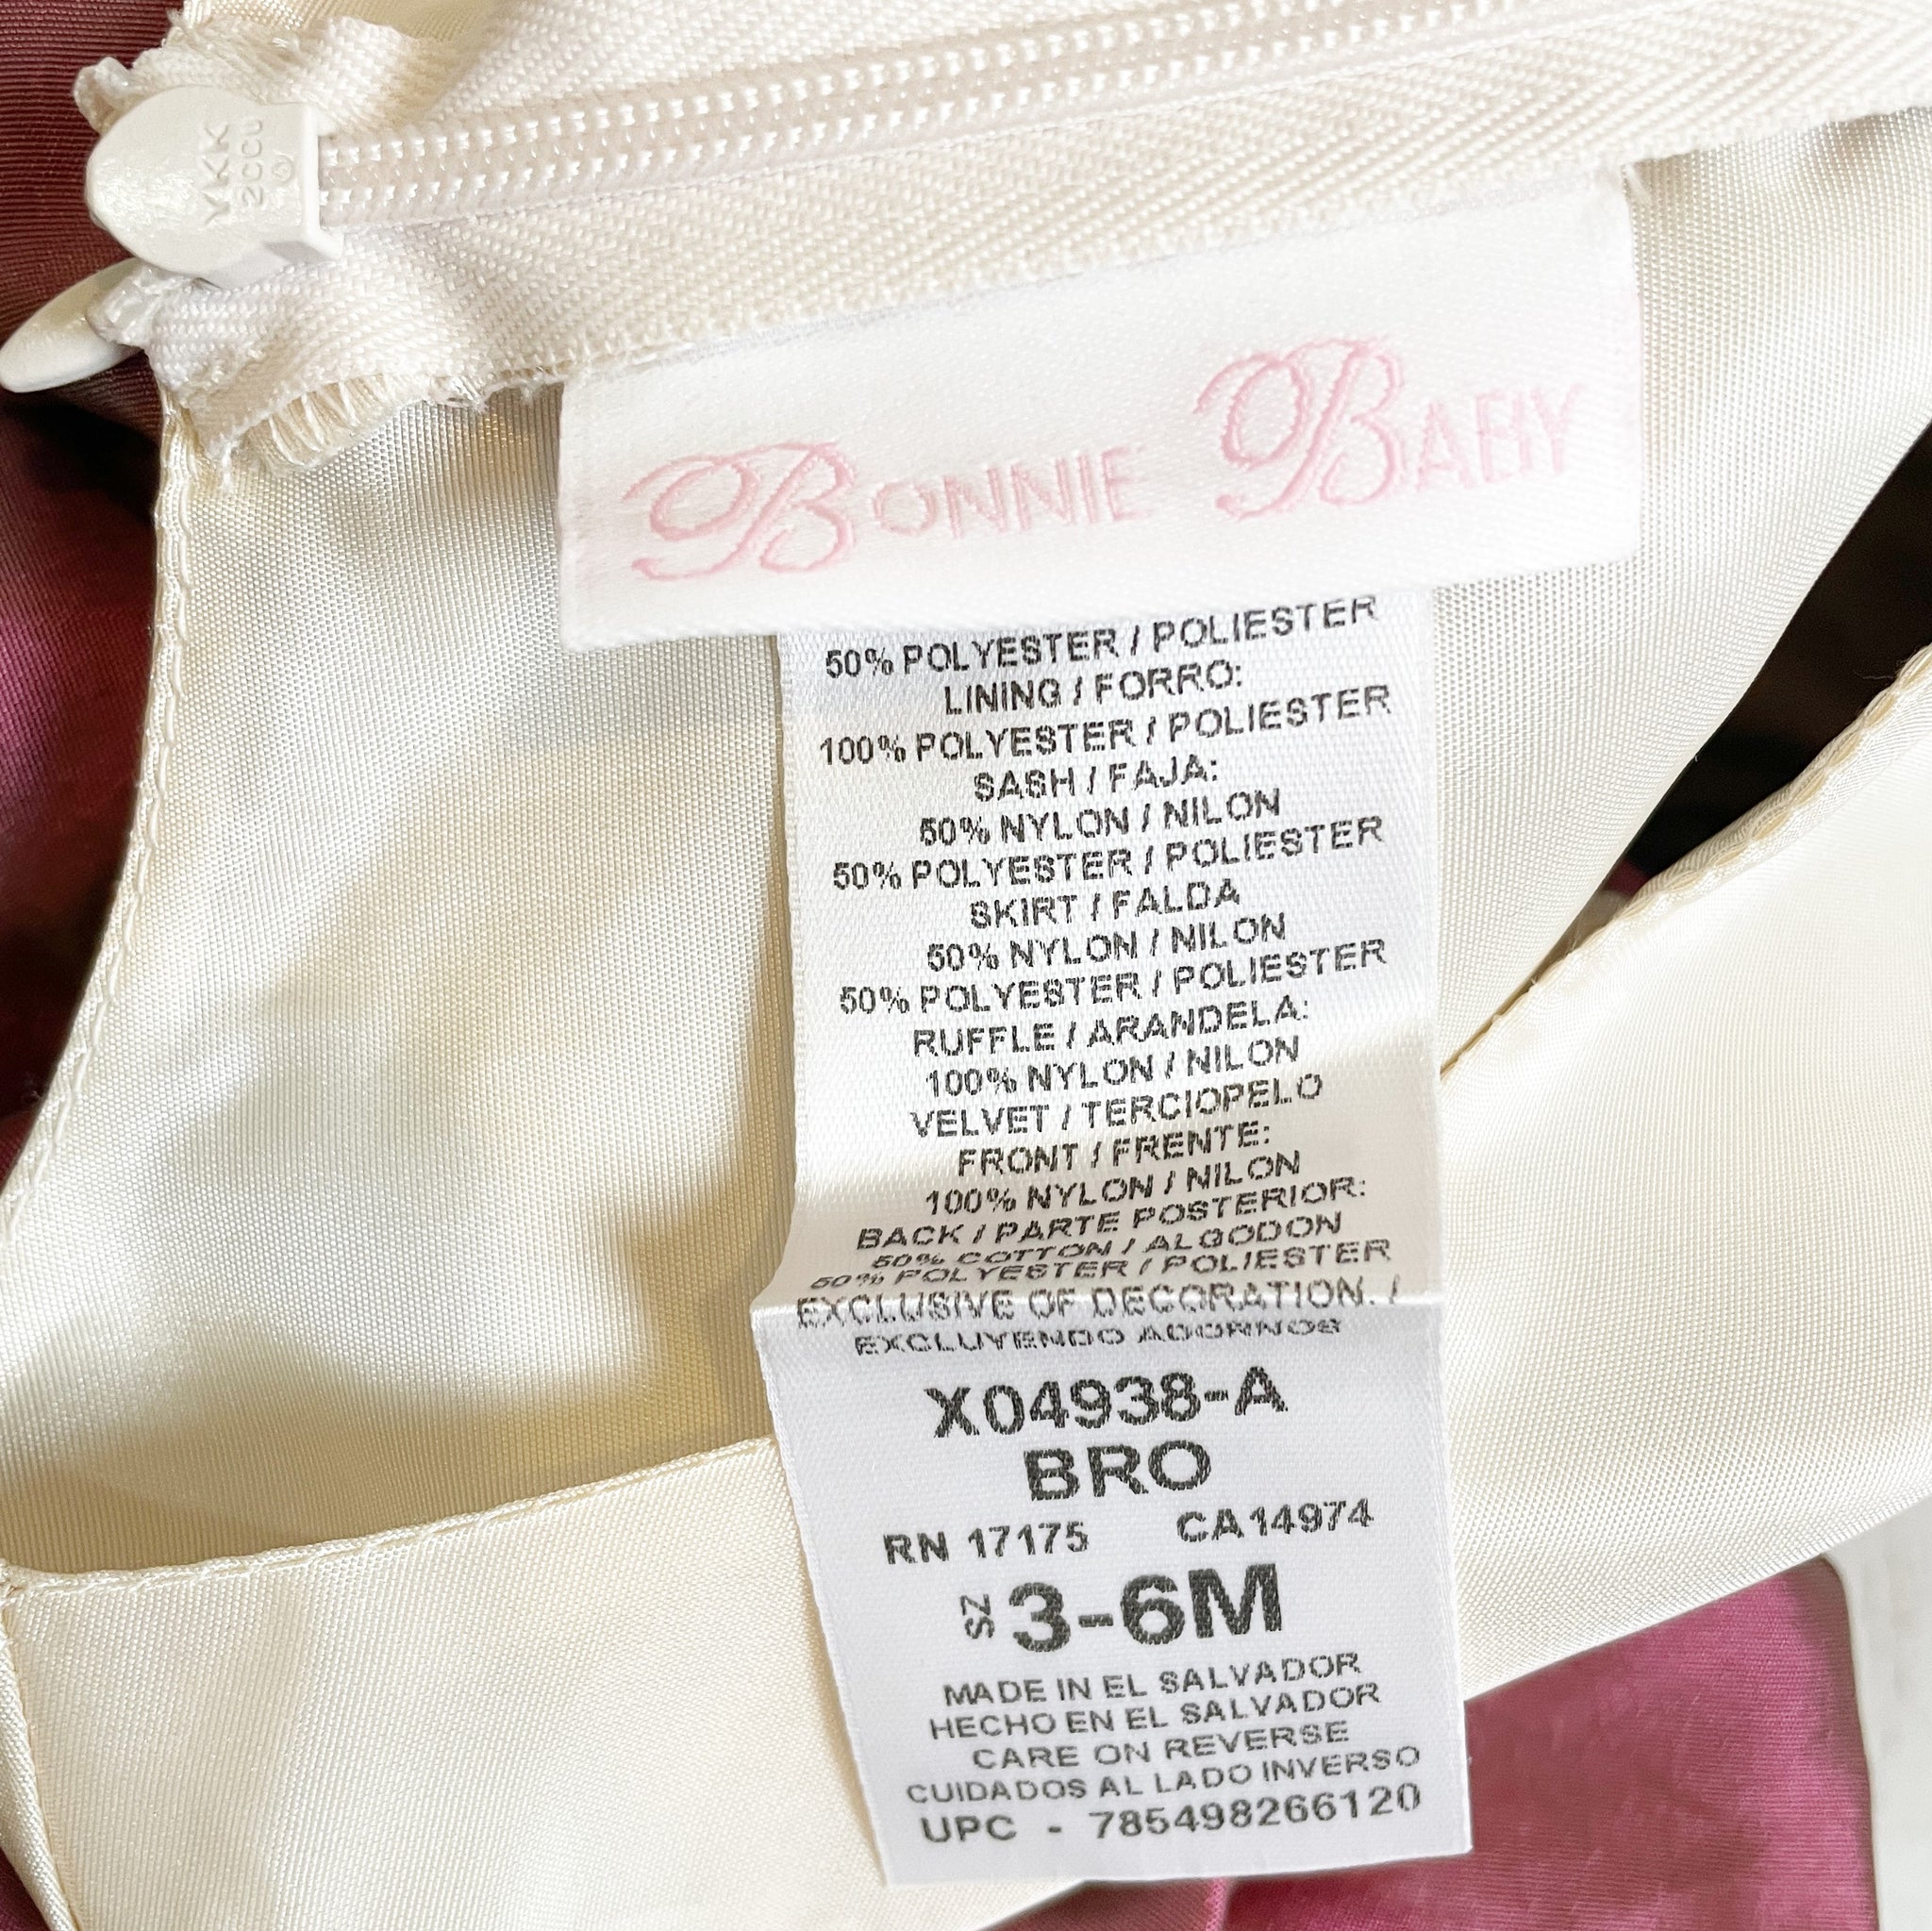 YKK
2CCU
BONNIE BABY
50% POLYESTER / POLIESTER
LINING / FORRO:
100% POLYESTER / POLIESTER
SASH / FAJA:
50% NYLON / NILON
50% POLYESTER / POLIESTER
SKIRT / FALDA
50% NYLON / NILON
50% POLYESTER / POLIESTER
RUFFLE / ARANDELA:
100% NYLON / NILON
VELVET / TERCIOPELO
FRONT / FRENTE:
100% NYLON / NILON
BACK / PARTE POSTERIOR:
50% COTTON / ALGODON
50% POLYESTER / POLIESTER
EXCLUSIVE OF DECORATION. /
EXCLUYENDO ADORNOS
X04938-A
BRO
RN 17175 CA14974
SZ 3-6M
MADE IN EL SALVADOR
HECHO EN EL SALVADOR
CARE ON REVERSE
CUIDADOS AL LADO INVERSO
UPC - 785498266120